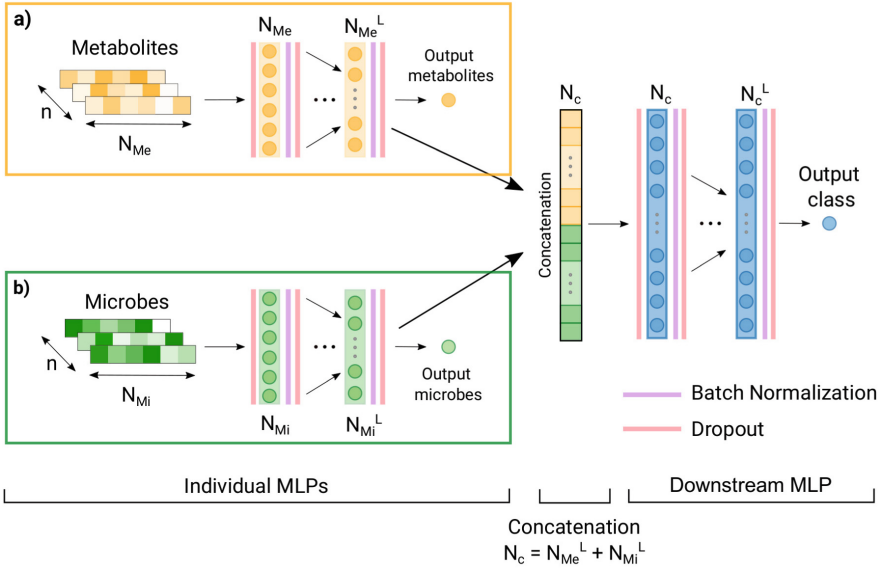 a)
Metabolites
n
N_Me
N_Me
N_Me^L
Output
metabolites
b)
Microbes
n
N_Mi
N_Mi
N_Mi^L
Output
microbes
Concatenation
N_c
N_c
N_c^L
Output
class
Batch Normalization
Dropout
Individual MLPs
Downstream MLP
Concatenation
N_c = N_Me^L + N_Mi^L